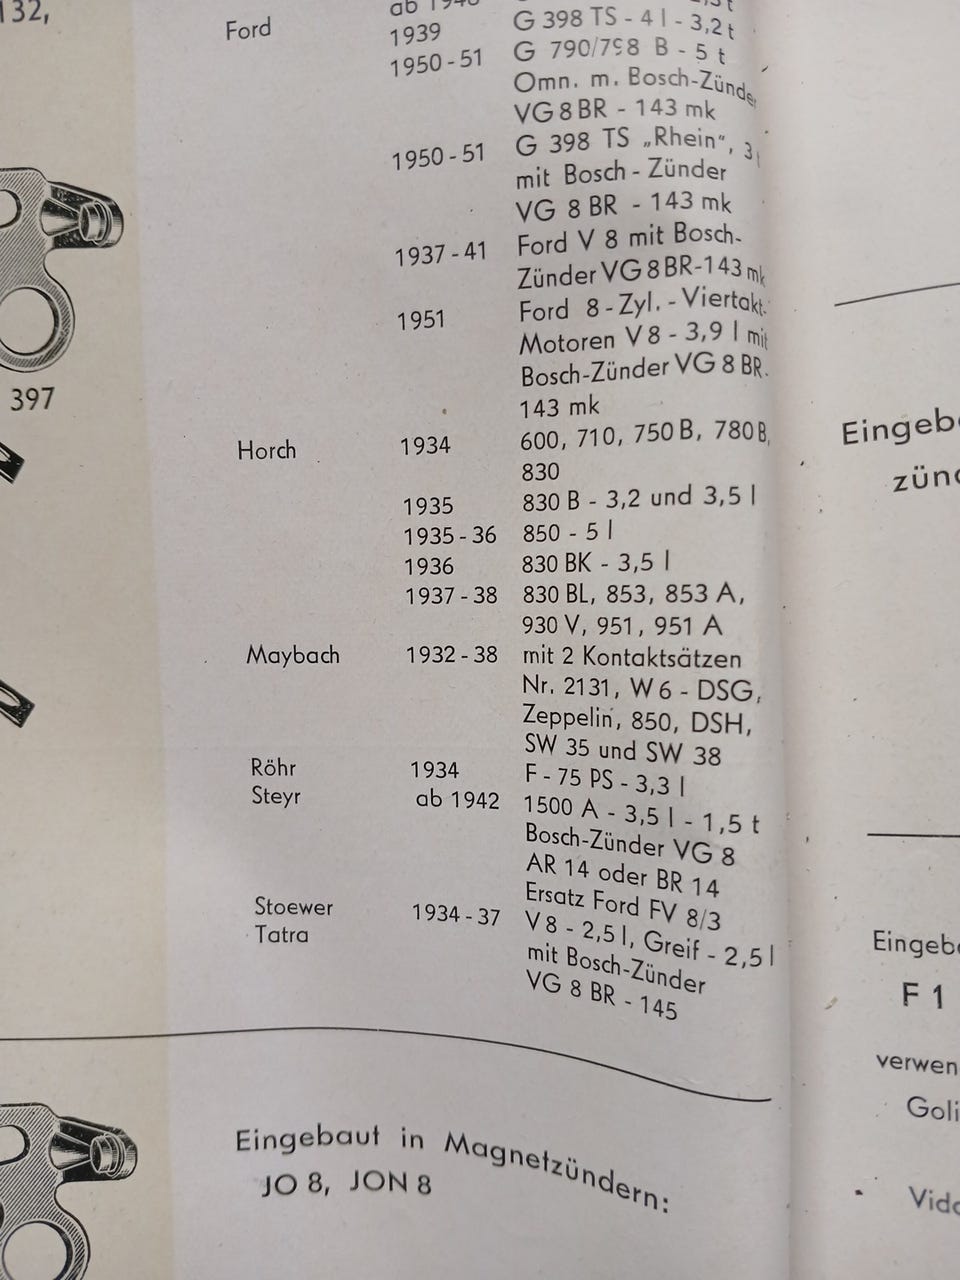 132,
ab 1948
Ford 1939 G 398 TS - 4 l - 3,2 t
1950-51 G 790/798 B - 5 t
Omn. m. Bosch-Zünder
VG 8 BR - 143 mk
1950-51 G 398 TS „Rhein“, 3
mit Bosch - Zünder
VG 8 BR - 143 mk
1937-41 Ford V 8 mit Bosch-
Zünder VG 8 BR-143 mk
1951 Ford 8-Zyl. - Viertakt-
Motoren V 8 - 3,9 l mit
Bosch-Zünder VG 8 BR-
143 mk
397
Horch 1934 600, 710, 750 B, 780 B,
830
1935 830 B - 3,2 und 3,5 l
1935-36 850 - 5 l
1936 830 BK - 3,5 l
1937-38 830 BL, 853, 853 A,
930 V, 951, 951 A
Maybach 1932-38 mit 2 Kontaktsätzen
Nr. 2131, W 6 - DSG,
Zeppelin, 850, DSH,
SW 35 und SW 38
Röhr 1934 F - 75 PS - 3,3 l
Steyr ab 1942 1500 A - 3,5 l - 1,5 t
Bosch-Zünder VG 8
AR 14 oder BR 14
Ersatz Ford FV 8/3
Stoewer 1934-37 V 8 - 2,5 l, Greif - 2,5 l
Tatra mit Bosch-Zünder
VG 8 BR - 145
Eingebaut in Magnetzündern:
JO 8, JON 8
Eingeb
zünd
Eingeb
F 1
verwen
Goli
Vida